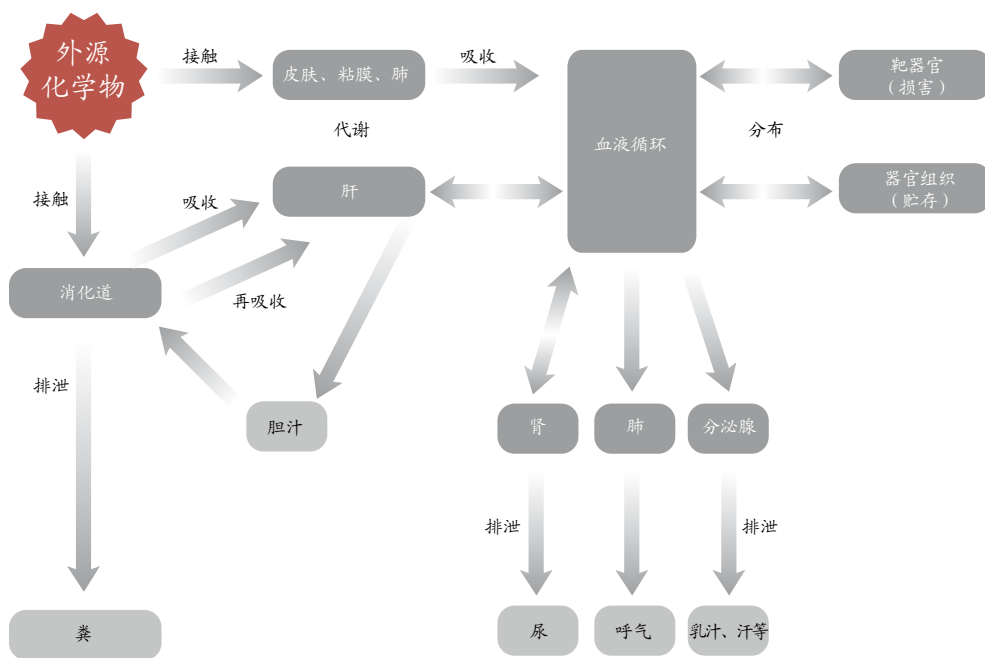 外源
化学物
接触
皮肤、粘膜、肺
吸收
血液循环
靶器官
（损害）
代谢
分布
接触
吸收
肝
器官组织
（贮存）
消化道
再吸收
排泄
胆汁
肾
肺
分泌腺
排泄
排泄
粪
尿
呼气
乳汁、汗等